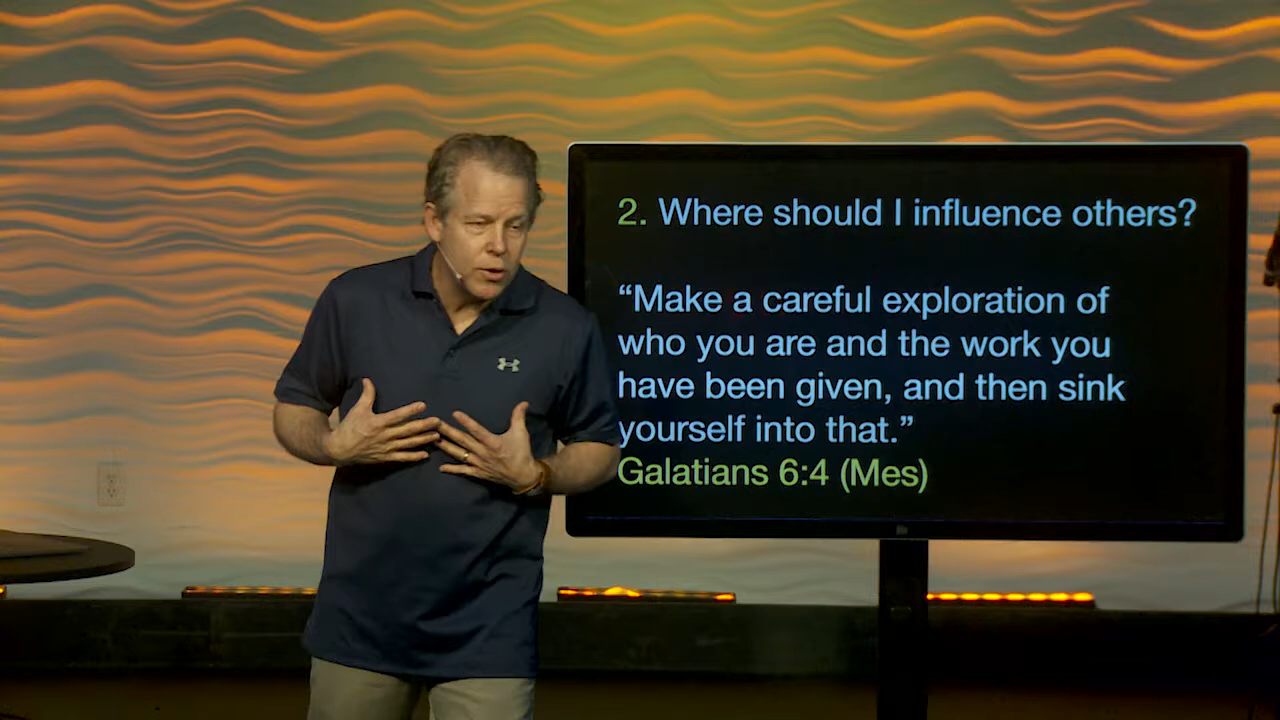 2. Where should I influence others?
“Make a careful exploration of
who you are and the work you
have been given, and then sink
yourself into that.”
Galatians 6:4 (Mes)